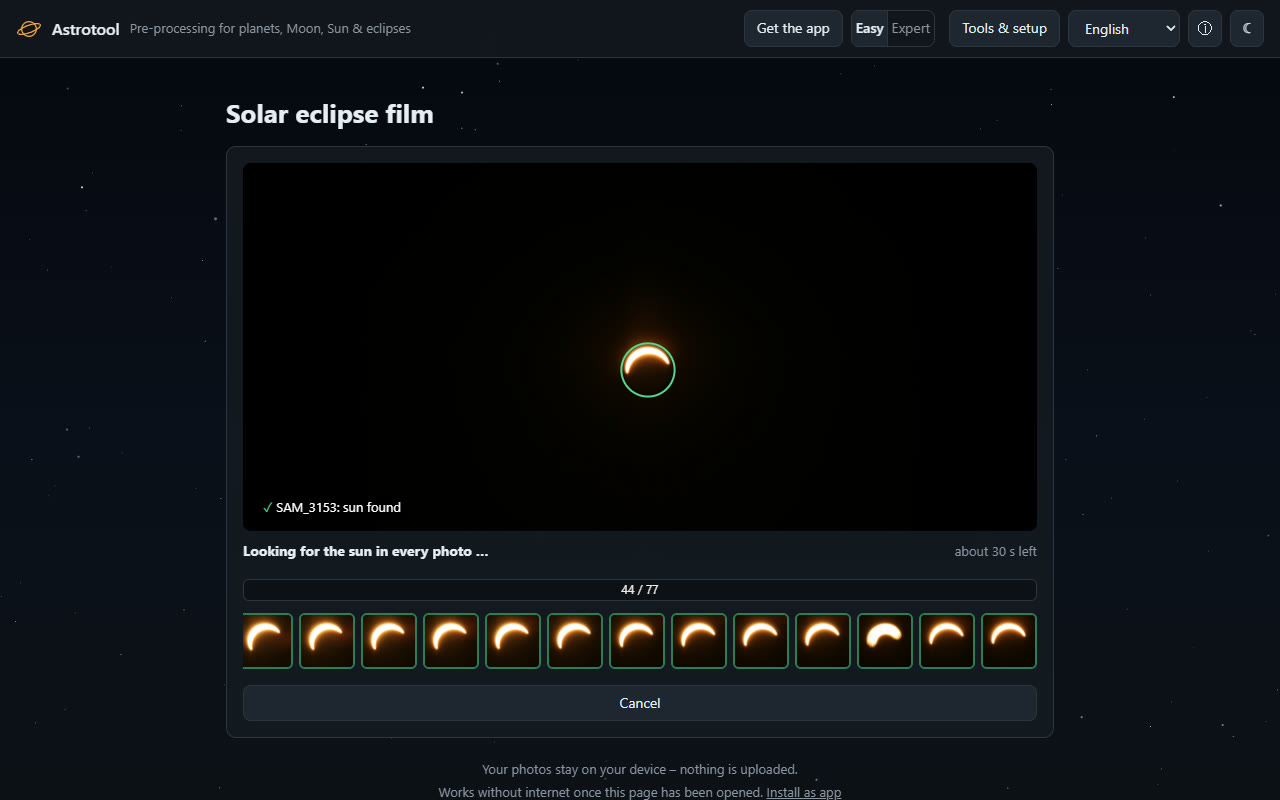 Astrotool Pre-processing for planets, Moon, Sun & eclipses
Get the app
Easy Expert
Tools & setup
English
Solar eclipse film
✓ SAM_3153: sun found
Looking for the sun in every photo ...
about 30 s left
44 / 77
Cancel
Your photos stay on your device – nothing is uploaded.
Works without internet once this page has been opened. Install as app